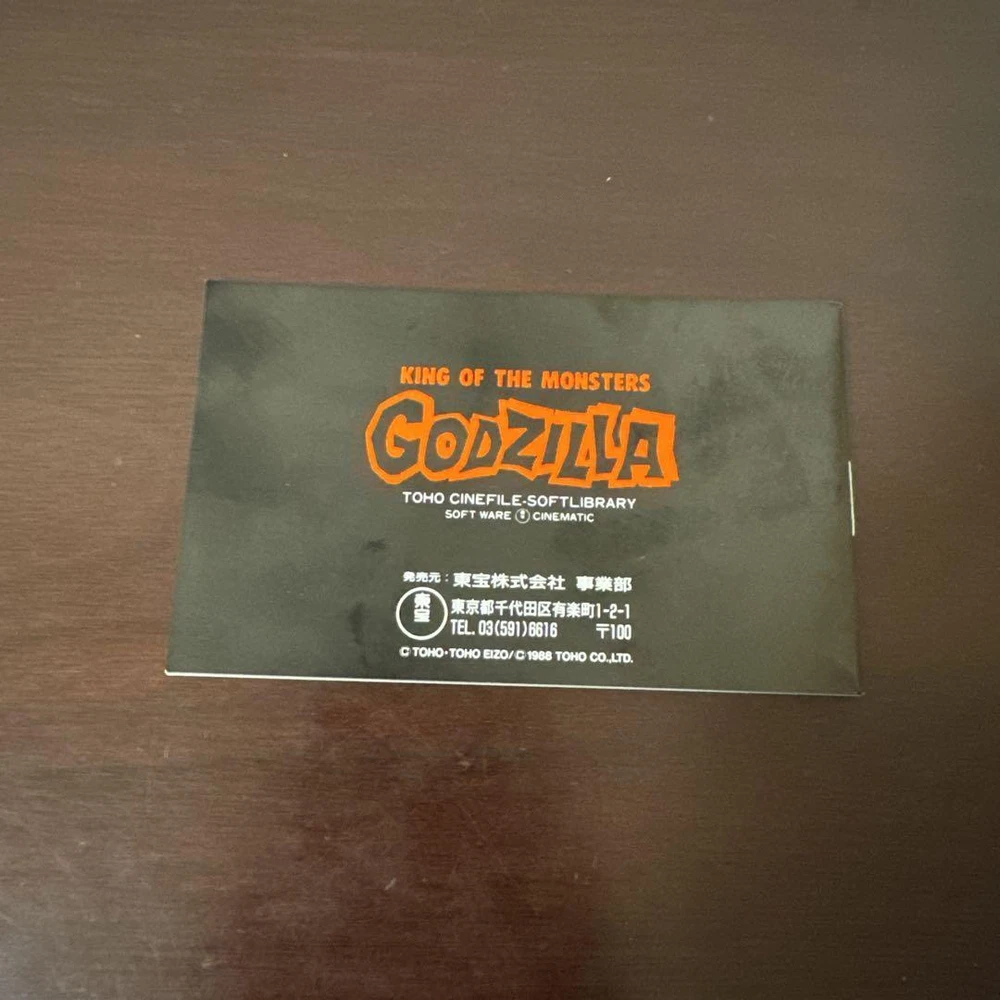 KING OF THE MONSTERS
GODZILLA
TOHO CINEFILE-SOFTLIBRARY
SOFT WARE 東宝 CINEMATIC
発売元:東宝株式会社 事業部
東宝
東京都千代田区有楽町1-2-1
TEL. 03(591)6616 〒100
© TOHO・TOHO EIZO/© 1988 TOHO CO.,LTD.